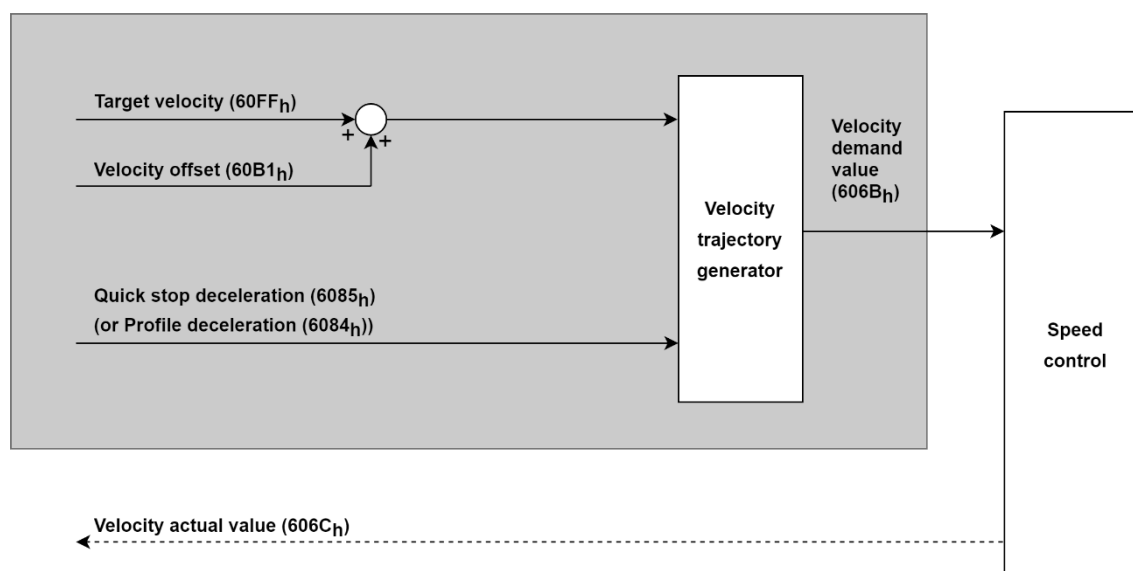 Target velocity (60FFh)
+
+
Velocity offset (60B1h)
Velocity
trajectory
generator
Velocity
demand
value
(606Bh)
Quick stop deceleration (6085h)
(or Profile deceleration (6084h))
Speed
control
Velocity actual value (606Ch)